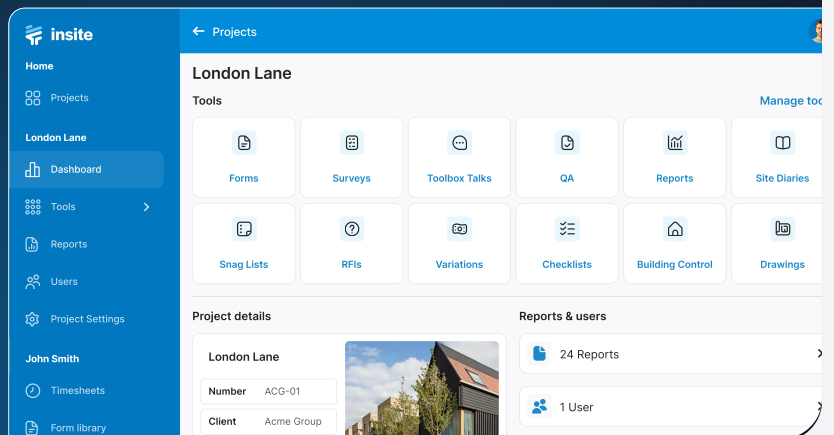 insite
Home
Projects
London Lane
Dashboard
Tools
Reports
Users
Project Settings
John Smith
Timesheets
Form library
Projects
London Lane
Tools
Manage
Forms
Surveys
Toolbox Talks
QA
Reports
Site Diaries
Snag Lists
RFIs
Variations
Checklists
Building Control
Drawings
Project details
London Lane
Number ACG-01
Client Acme Group
Reports & users
24 Reports
1 User